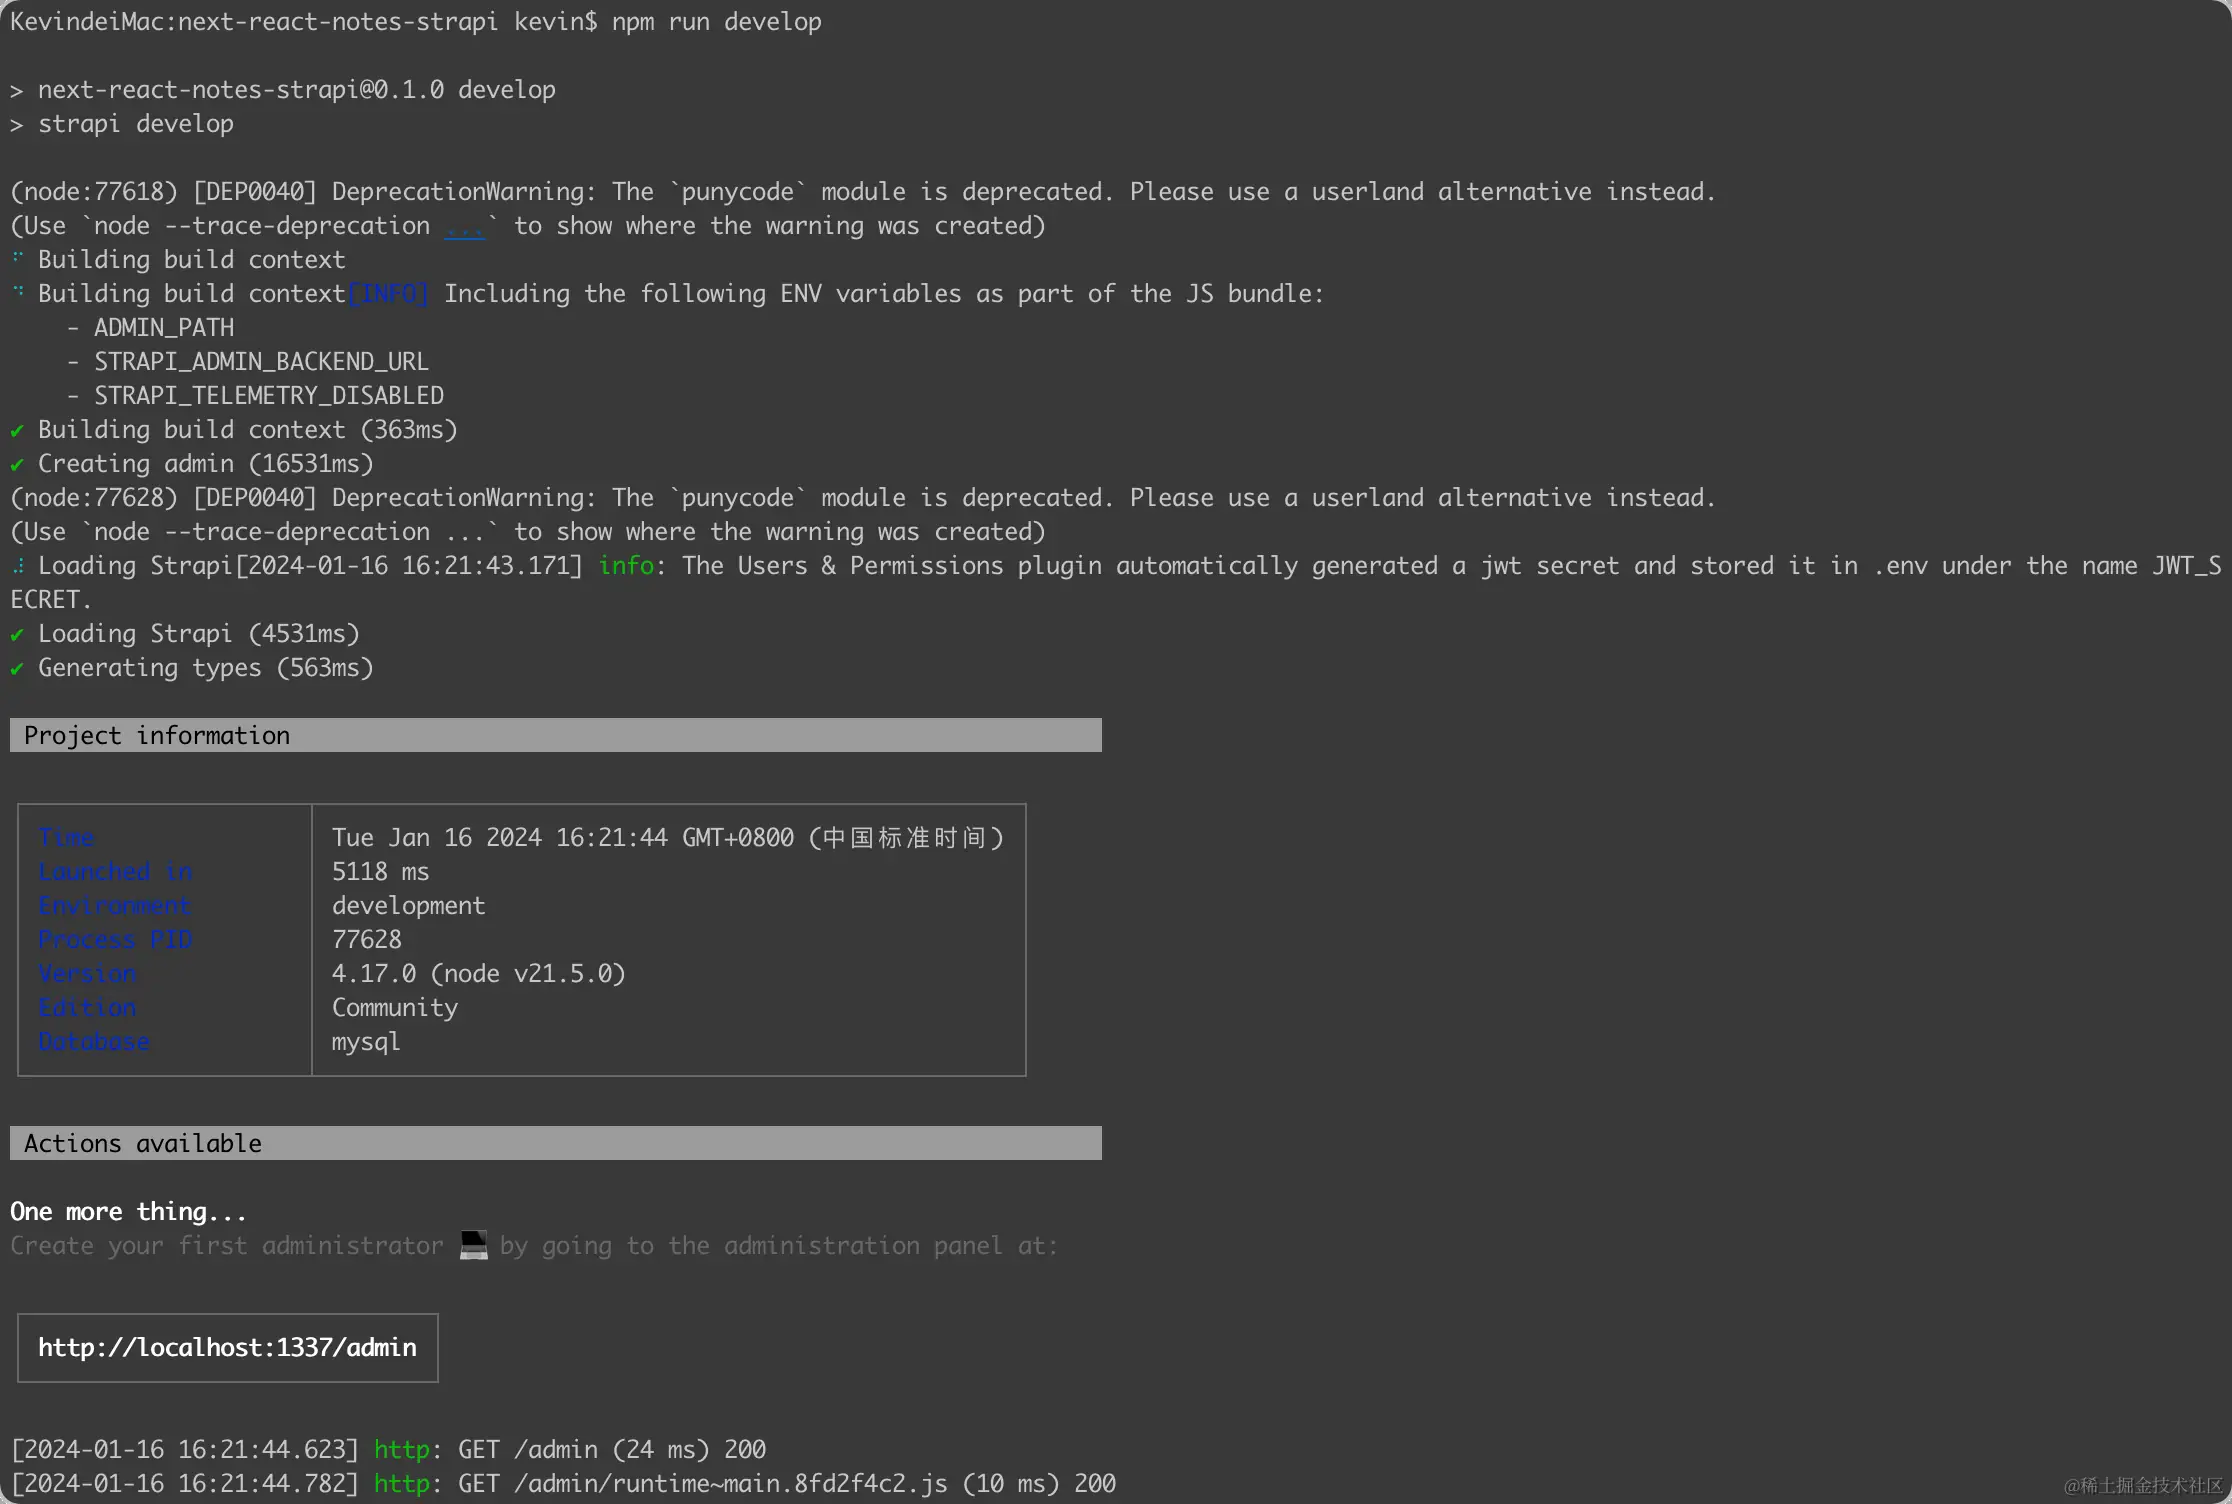 KevindeiMac:next-react-notes-strapi kevin$ npm run develop
> next-react-notes-strapi@0.1.0 develop
> strapi develop
(node:77618) [DEP0040] DeprecationWarning: The `punycode` module is deprecated. Please use a userland alternative instead.
(Use `node --trace-deprecation ...` to show where the warning was created)
⠋ Building build context
⠙ Building build context[INFO] Including the following ENV variables as part of the JS bundle:
    - ADMIN_PATH
    - STRAPI_ADMIN_BACKEND_URL
    - STRAPI_TELEMETRY_DISABLED
✔ Building build context (363ms)
✔ Creating admin (16531ms)
(node:77628) [DEP0040] DeprecationWarning: The `punycode` module is deprecated. Please use a userland alternative instead.
(Use `node --trace-deprecation ...` to show where the warning was created)
⠼ Loading Strapi[2024-01-16 16:21:43.171] info: The Users & Permissions plugin automatically generated a jwt secret and stored it in .env under the name JWT_S
ECRET.
✔ Loading Strapi (4531ms)
✔ Generating types (563ms)
Project information
Time Tue Jan 16 2024 16:21:44 GMT+0800 (中国标准时间)
Launched in 5118 ms
Environment development
Process PID 77628
Version 4.17.0 (node v21.5.0)
Edition Community
Database mysql
Actions available
One more thing...
Create your first administrator 💻 by going to the administration panel at:
http://localhost:1337/admin
[2024-01-16 16:21:44.623] http: GET /admin (24 ms) 200
[2024-01-16 16:21:44.782] http: GET /admin/runtime~main.8fd2f4c2.js (10 ms) 200
@稀土掘金技术社区